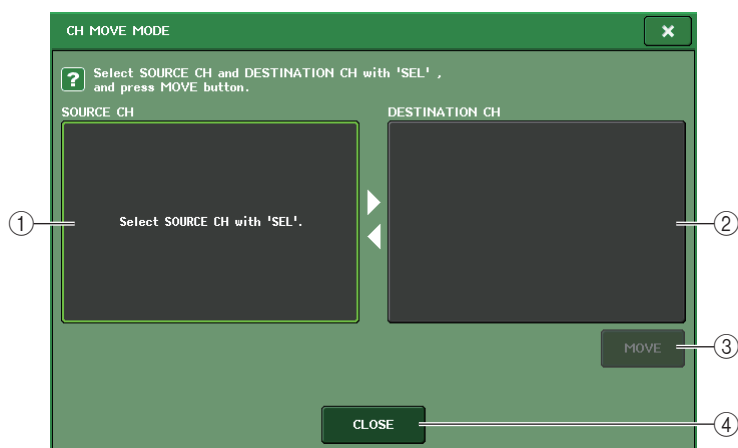 CH MOVE MODE
×
? Select SOURCE CH and DESTINATION CH with 'SEL' ,
and press MOVE button.
SOURCE CH
DESTINATION CH
① Select SOURCE CH with 'SEL'.
②
MOVE ③
CLOSE ④